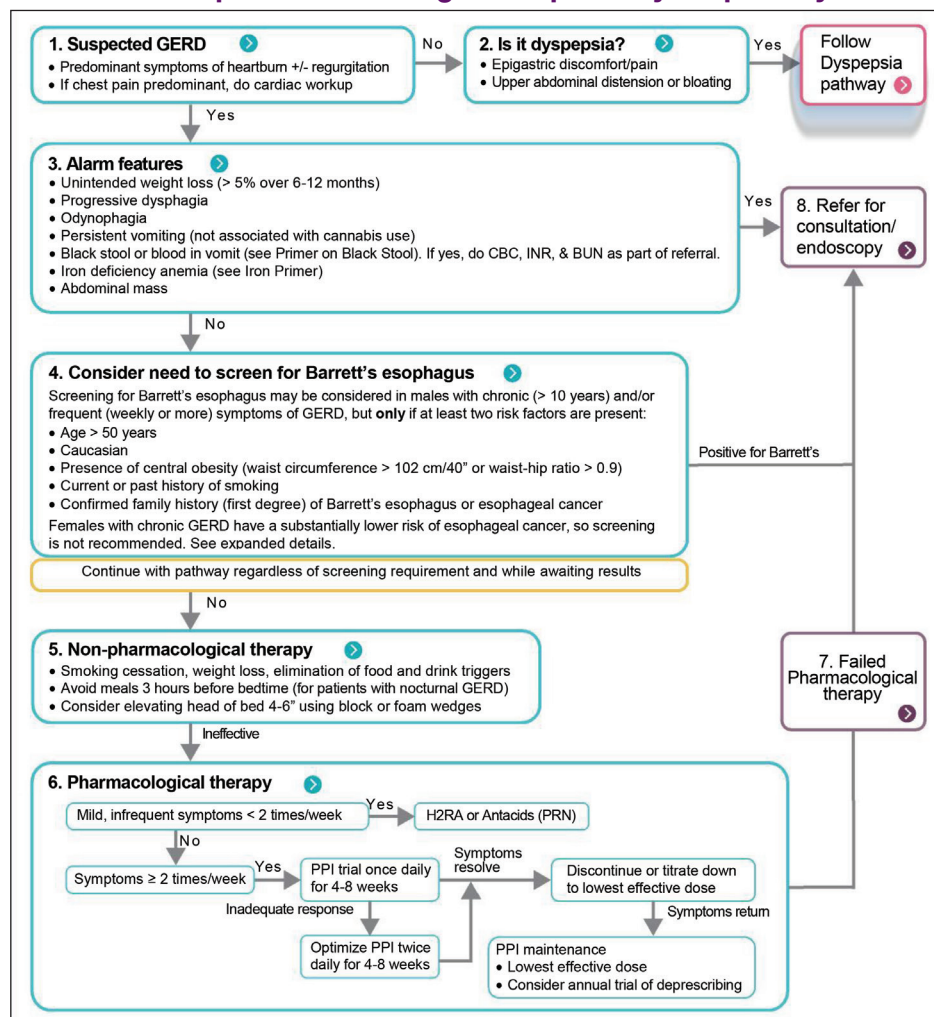 1. Suspected GERD
• Predominant symptoms of heartburn +/- regurgitation
• If chest pain predominant, do cardiac workup
No
2. Is it dyspepsia?
• Epigastric discomfort/pain
• Upper abdominal distension or bloating
Yes
Follow
Dyspepsia
pathway
Yes
3. Alarm features
• Unintended weight loss (> 5% over 6-12 months)
• Progressive dysphagia
• Odynophagia
• Persistent vomiting (not associated with cannabis use)
• Black stool or blood in vomit (see Primer on Black Stool). If yes, do CBC, INR, & BUN as part of referral.
• Iron deficiency anemia (see Iron Primer)
• Abdominal mass
Yes
8. Refer for
consultation/
endoscopy
No
4. Consider need to screen for Barrett's esophagus
Screening for Barrett's esophagus may be considered in males with chronic (> 10 years) and/or
frequent (weekly or more) symptoms of GERD, but only if at least two risk factors are present:
• Age > 50 years
• Caucasian
• Presence of central obesity (waist circumference > 102 cm/40" or waist-hip ratio > 0.9)
• Current or past history of smoking
• Confirmed family history (first degree) of Barrett's esophagus or esophageal cancer
Females with chronic GERD have a substantially lower risk of esophageal cancer, so screening
is not recommended. See expanded details.
Positive for Barrett's
Continue with pathway regardless of screening requirement and while awaiting results
No
5. Non-pharmacological therapy
• Smoking cessation, weight loss, elimination of food and drink triggers
• Avoid meals 3 hours before bedtime (for patients with nocturnal GERD)
• Consider elevating head of bed 4-6" using block or foam wedges
7. Failed
Pharmacological
therapy
Ineffective
6. Pharmacological therapy
Mild, infrequent symptoms < 2 times/week
Yes
H2RA or Antacids (PRN)
No
Symptoms ≥ 2 times/week
Yes
PPI trial once daily
for 4-8 weeks
Symptoms
resolve
Discontinue or titrate down
to lowest effective dose
Inadequate response
Symptoms return
Optimize PPI twice
daily for 4-8 weeks
PPI maintenance
• Lowest effective dose
• Consider annual trial of deprescribing